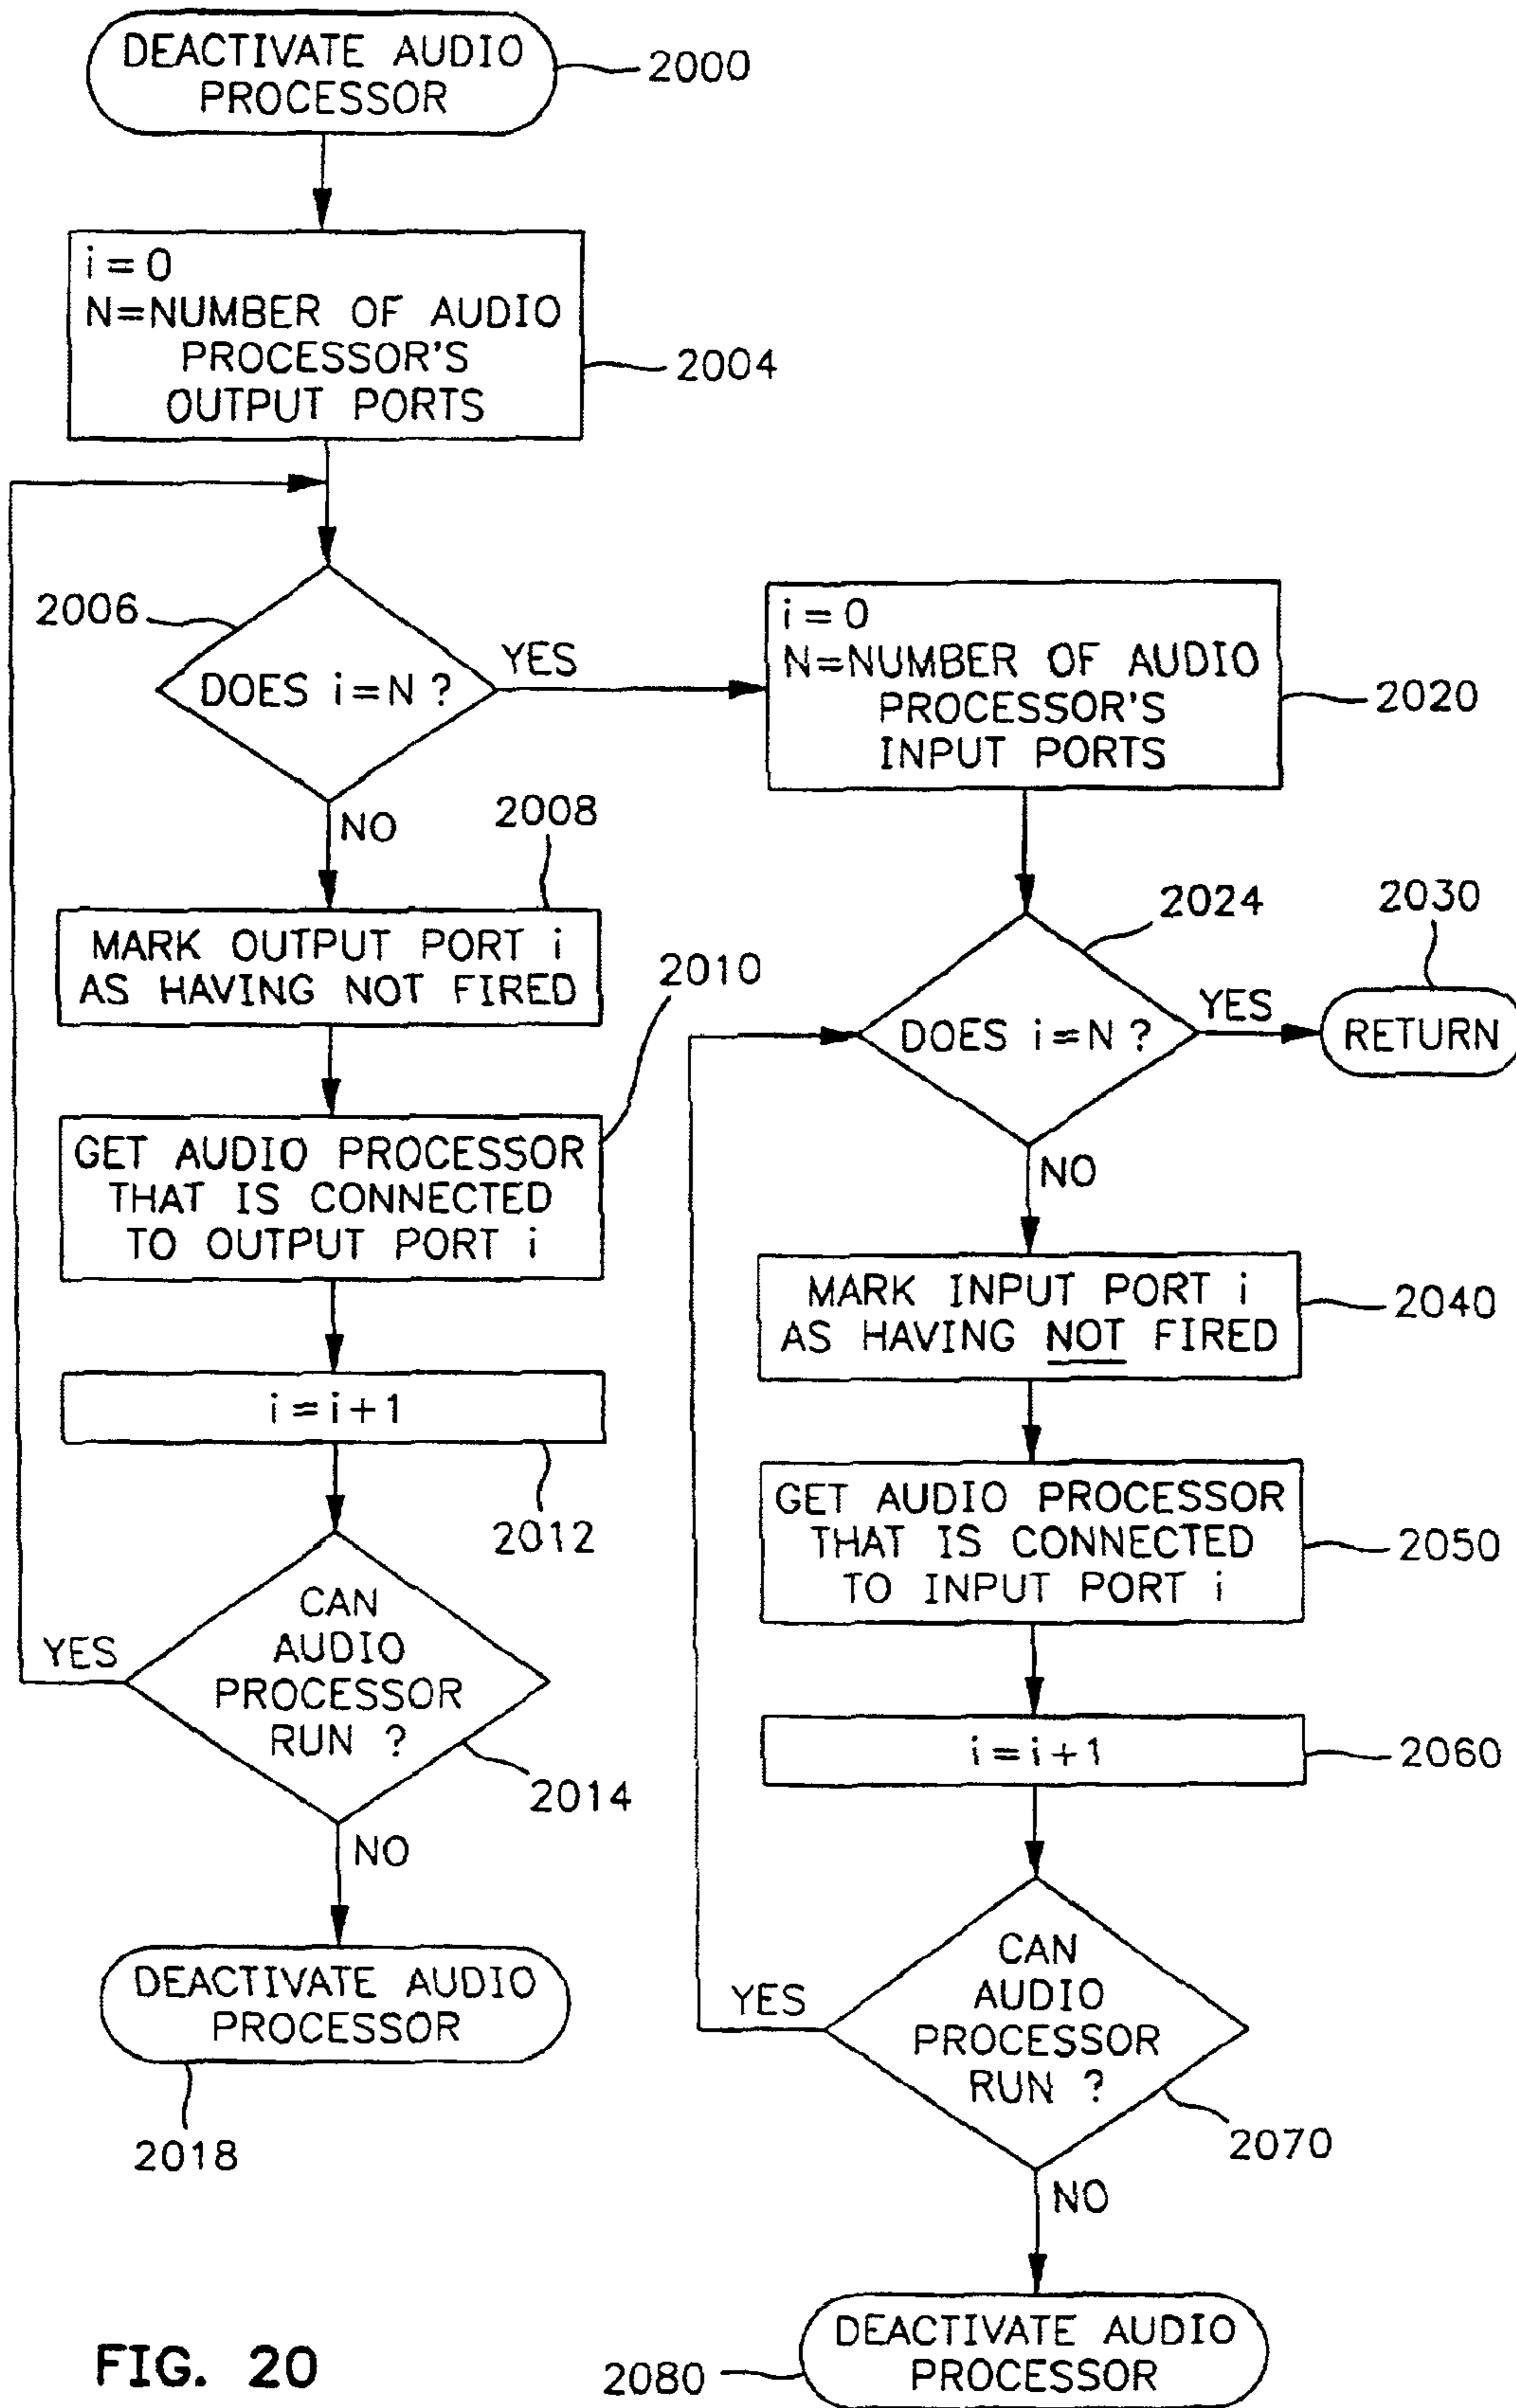 DEACTIVATE AUDIO
PROCESSOR
2000
i=0
N=NUMBER OF AUDIO
PROCESSOR'S
OUTPUT PORTS
2004
2006
DOES i=N ?
YES
NO
2008
MARK OUTPUT PORT i
AS HAVING NOT FIRED
2010
GET AUDIO PROCESSOR
THAT IS CONNECTED
TO OUTPUT PORT i
i=i+1
2012
CAN
AUDIO
PROCESSOR
RUN ?
YES
2014
NO
DEACTIVATE AUDIO
PROCESSOR
2018
i=0
N=NUMBER OF AUDIO
PROCESSOR'S
INPUT PORTS
2020
2024
DOES i=N ?
YES
2030
RETURN
NO
MARK INPUT PORT i
AS HAVING NOT FIRED
2040
GET AUDIO PROCESSOR
THAT IS CONNECTED
TO INPUT PORT i
2050
i=i+1
2060
CAN
AUDIO
PROCESSOR
RUN ?
YES
2070
NO
DEACTIVATE AUDIO
PROCESSOR
2080
FIG. 20